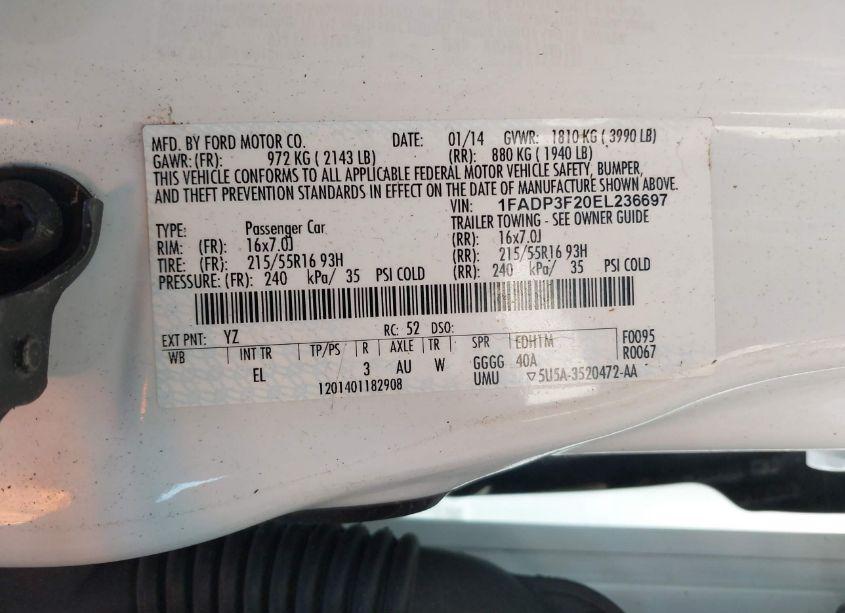 MFD. BY FORD MOTOR CO. DATE: 01/14 GVWR: 1810 KG ( 3990 LB)
GAWR: (FR): 972 KG ( 2143 LB) (RR): 880 KG ( 1940 LB)
THIS VEHICLE CONFORMS TO ALL APPLICABLE FEDERAL MOTOR VEHICLE SAFETY, BUMPER,
AND THEFT PREVENTION STANDARDS IN EFFECT ON THE DATE OF MANUFACTURE SHOWN ABOVE.
VIN: 1FADP3F20EL236697
TYPE: Passenger Car TRAILER TOWING - SEE OWNER GUIDE
RIM: (FR): 16x7.0J (RR): 16x7.0J
TIRE: (FR): 215/55R16 93H (RR): 215/55R16 93H
PRESSURE: (FR): 240 kPa/ 35 PSI COLD (RR): 240 kPa/ 35 PSI COLD
EXT PNT: YZ RC: 52 DSO:
WB INT TR TP/PS R AXLE TR SPR EDH1M F0095
EL 3 AU W GGGG 40A R0067
1201401182908 UMU ▽5U5A-3520472-AA